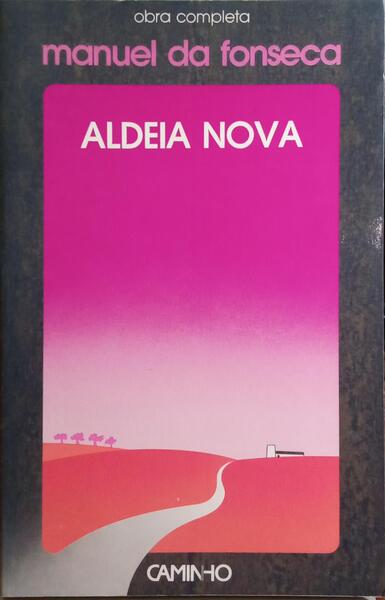 obra completa
manuel da fonseca
ALDEIA NOVA
CAMINHO